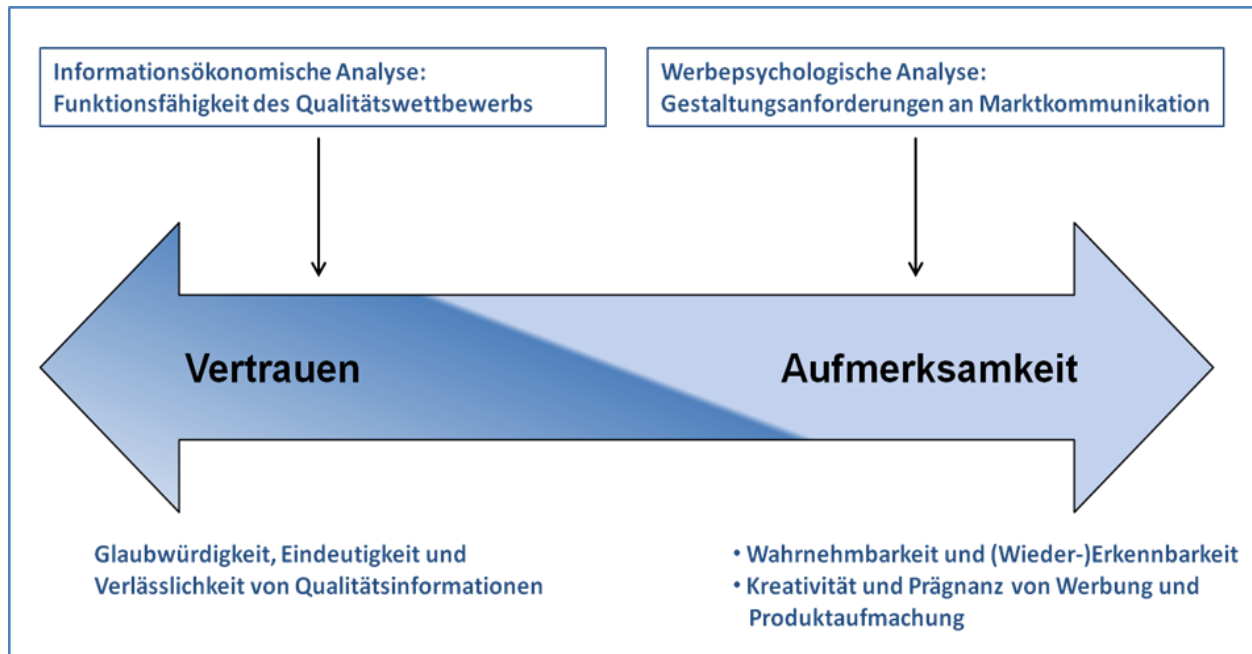 Informationsökonomische Analyse:
Funktionsfähigkeit des Qualitätswettbewerbs
Werbepsychologische Analyse:
Gestaltungsanforderungen an Marktkommunikation
Vertrauen
Aufmerksamkeit
Glaubwürdigkeit, Eindeutigkeit und
Verlässlichkeit von Qualitätsinformationen
• Wahrnehmbarkeit und (Wieder-)Erkennbarkeit
• Kreativität und Prägnanz von Werbung und
Produktaufmachung